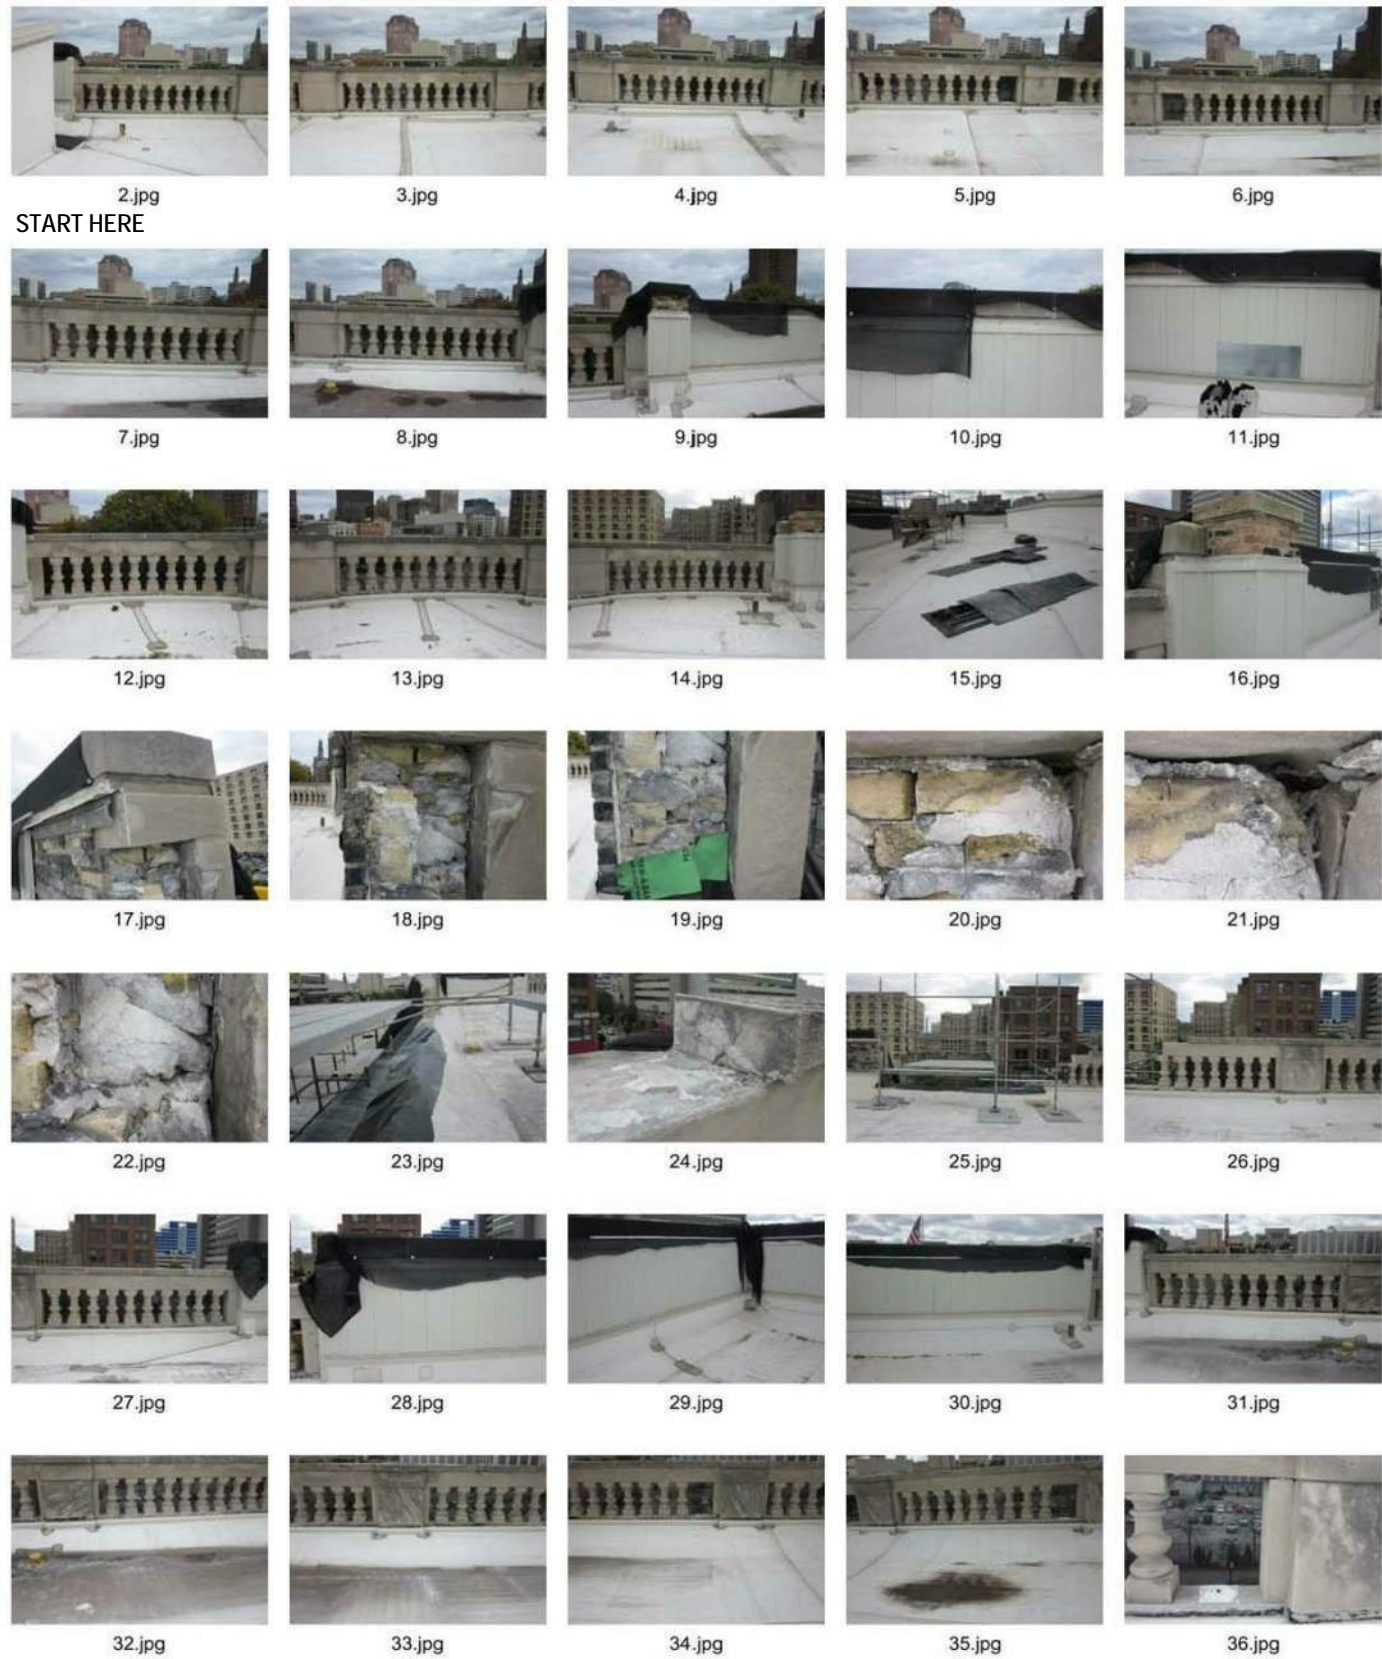 2.jpg 3.jpg 4.jpg 5.jpg 6.jpg
START HERE
7.jpg 8.jpg 9.jpg 10.jpg 11.jpg
12.jpg 13.jpg 14.jpg 15.jpg 16.jpg
17.jpg 18.jpg 19.jpg 20.jpg 21.jpg
22.jpg 23.jpg 24.jpg 25.jpg 26.jpg
27.jpg 28.jpg 29.jpg 30.jpg 31.jpg
32.jpg 33.jpg 34.jpg 35.jpg 36.jpg